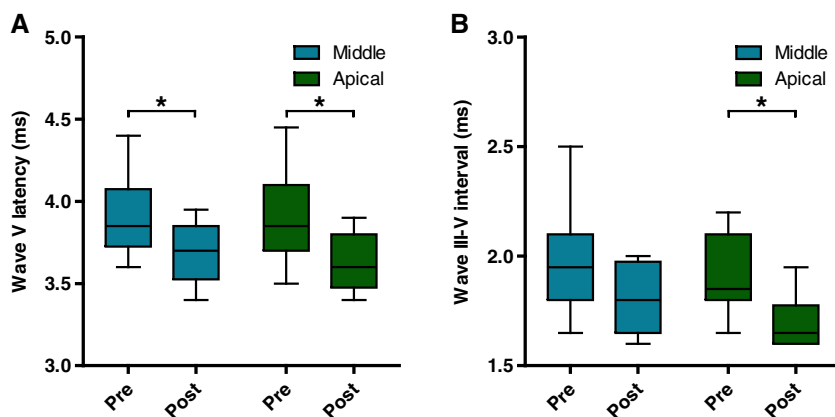 A
Wave V latency (ms)
5.0
4.5
4.0
3.5
3.0
Middle
Apical
*
*
Pre
Post
Pre
Post
B
Wave III-V interval (ms)
3.0
2.5
2.0
1.5
Middle
Apical
*
Pre
Post
Pre
Post